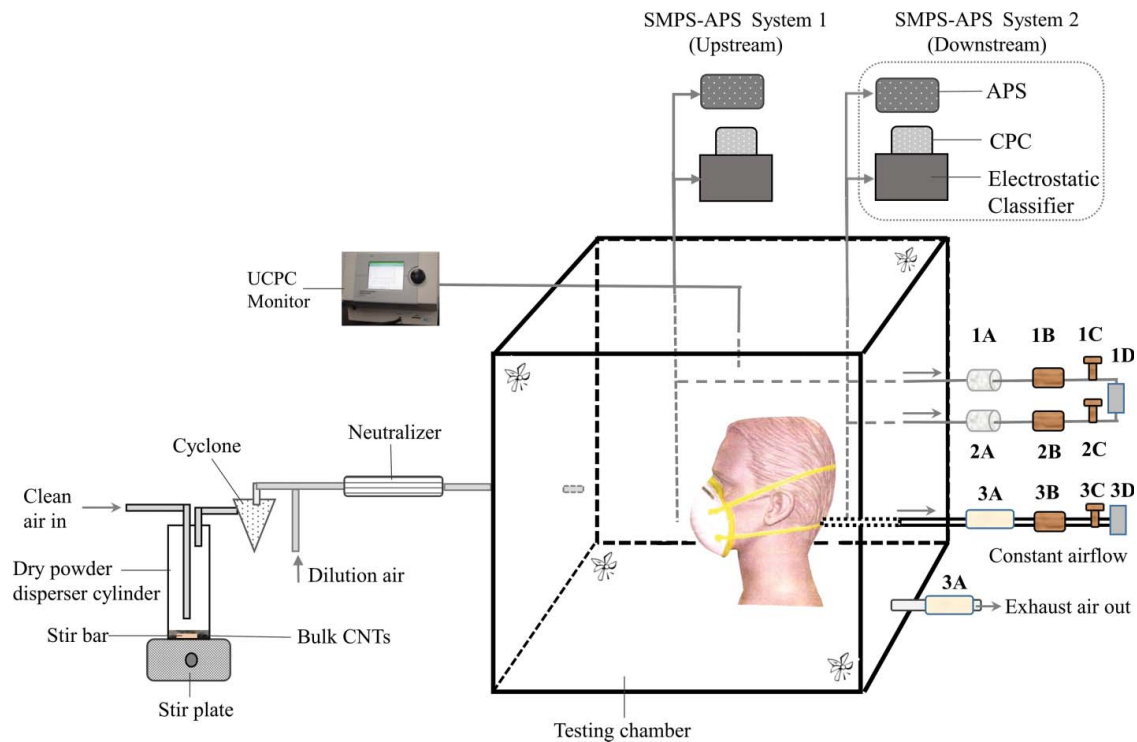 SMPS-APS System 1
(Upstream)
SMPS-APS System 2
(Downstream)
APS
CPC
Electrostatic
Classifier
UCPC
Monitor
1A
1B
1C
1D
2A
2B
2C
3A
3B
3C
3D
Constant airflow
3A
Exhaust air out
Neutralizer
Cyclone
Clean
air in
Dilution air
Dry powder
disperser cylinder
Stir bar
Bulk CNTs
Stir plate
Testing chamber